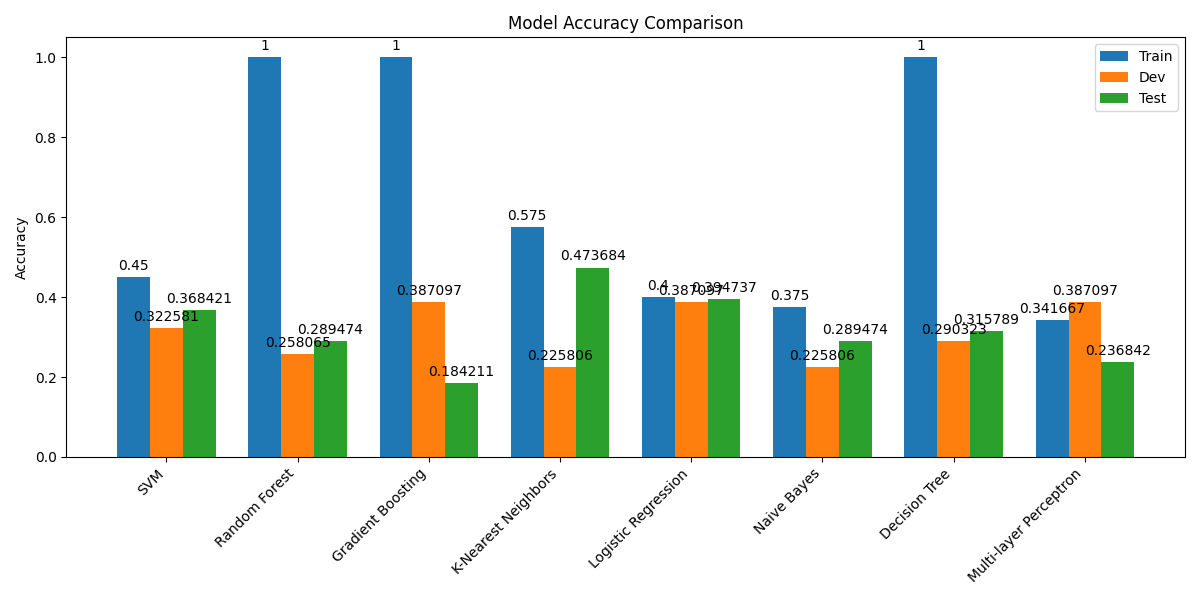 Model Accuracy Comparison
Accuracy
1.0
0.8
0.6
0.4
0.2
0.0
Train
Dev
Test
0.45
0.322581
0.368421
1
0.258065
0.289474
1
0.387097
0.184211
0.575
0.225806
0.473684
0.4
0.387097
0.394737
0.375
0.225806
0.289474
1
0.290323
0.315789
0.341667
0.387097
0.236842
SVM
Random Forest
Gradient Boosting
K-Nearest Neighbors
Logistic Regression
Naive Bayes
Decision Tree
Multi-layer Perceptron